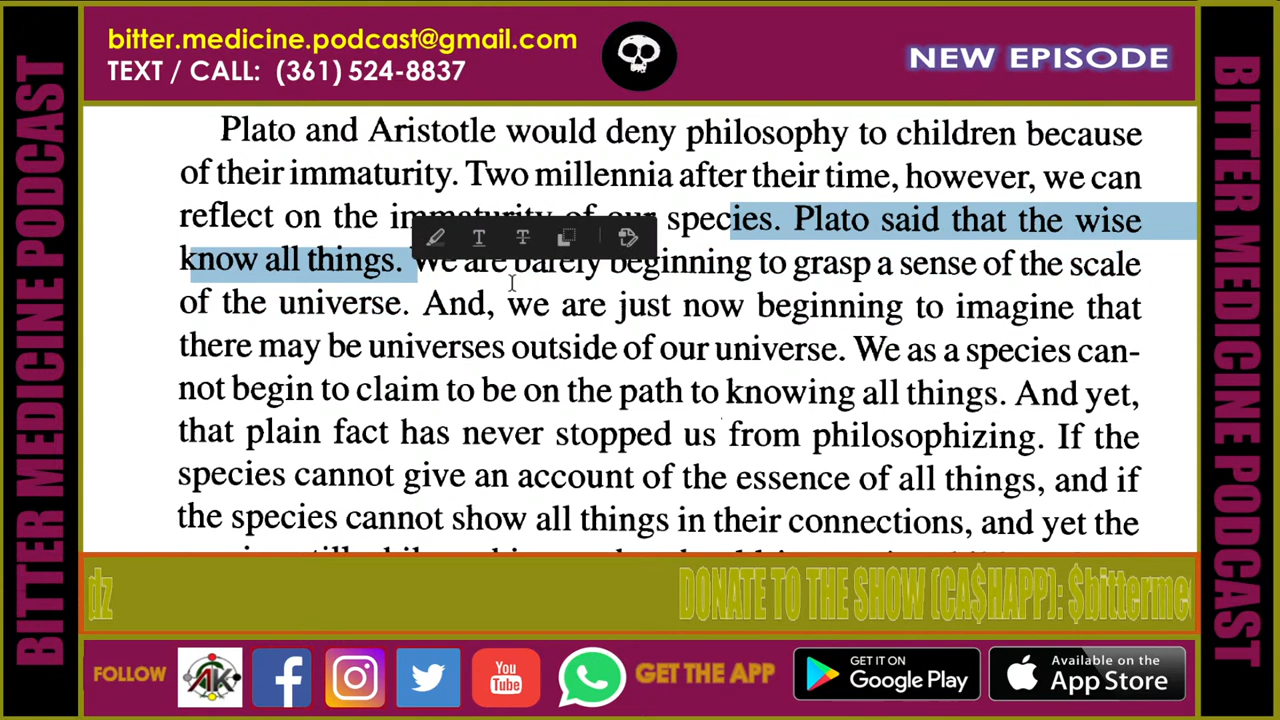 bitter.medicine.podcast@gmail.com
TEXT / CALL: (361) 524-8837
NEW EPISODE
BITTER MEDICINE PODCAST
Plato and Aristotle would deny philosophy to children because
of their immaturity. Two millennia after their time, however, we can
reflect on the immaturity of our species. Plato said that the wise
know all things. We are barely beginning to grasp a sense of the scale
of the universe. And, we are just now beginning to imagine that
there may be universes outside of our universe. We as a species can-
not begin to claim to be on the path to knowing all things. And yet,
that plain fact has never stopped us from philosophizing. If the
species cannot give an account of the essence of all things, and if
the species cannot show all things in their connections, and yet the
BITTER MEDICINE PODCAST
dz
DONATE TO THE SHOW (CA$HAPP): $bitterme
FOLLOW
ATK
You
Tube
GET THE APP
GET IT ON
Google Play
Available on the
App Store